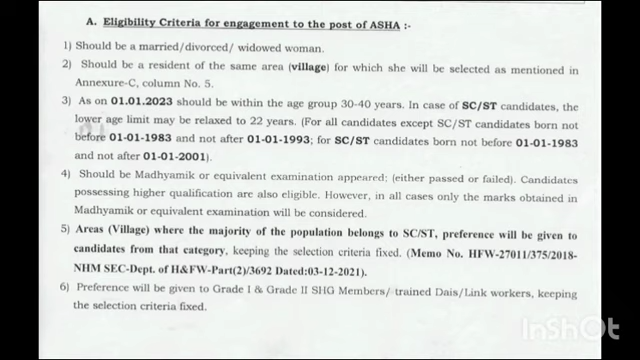 A. Eligibility Criteria for engagement to the post of ASHA :-
1) Should be a married/divorced/ widowed woman.
2) Should be a resident of the same area (village) for which she will be selected as mentioned in
Annexure-C, column No. 5.
3) As on 01.01.2023 should be within the age group 30-40 years. In case of SC/ST candidates, the
lower age limit may be relaxed to 22 years. (For all candidates except SC/ST candidates born not
before 01-01-1983 and not after 01-01-1993; for SC/ST candidates born not before 01-01-1983
and not after 01-01-2001).
4) Should be Madhyamik or equivalent examination appeared; (either passed or failed). Candidates
possessing higher qualification are also eligible. However, in all cases only the marks obtained in
Madhyamik or equivalent examination will be considered.
5) Areas (Village) where the majority of the population belongs to SC/ST, preference will be given to
candidates from that category, keeping the selection criteria fixed. (Memo No. HFW-27011/375/2018-
NHM SEC-Dept. of H&FW-Part(2)/3692 Dated:03-12-2021).
6) Preference will be given to Grade I & Grade II SHG Members/ trained Dais/Link workers, keeping
the selection criteria fixed.
InShOt